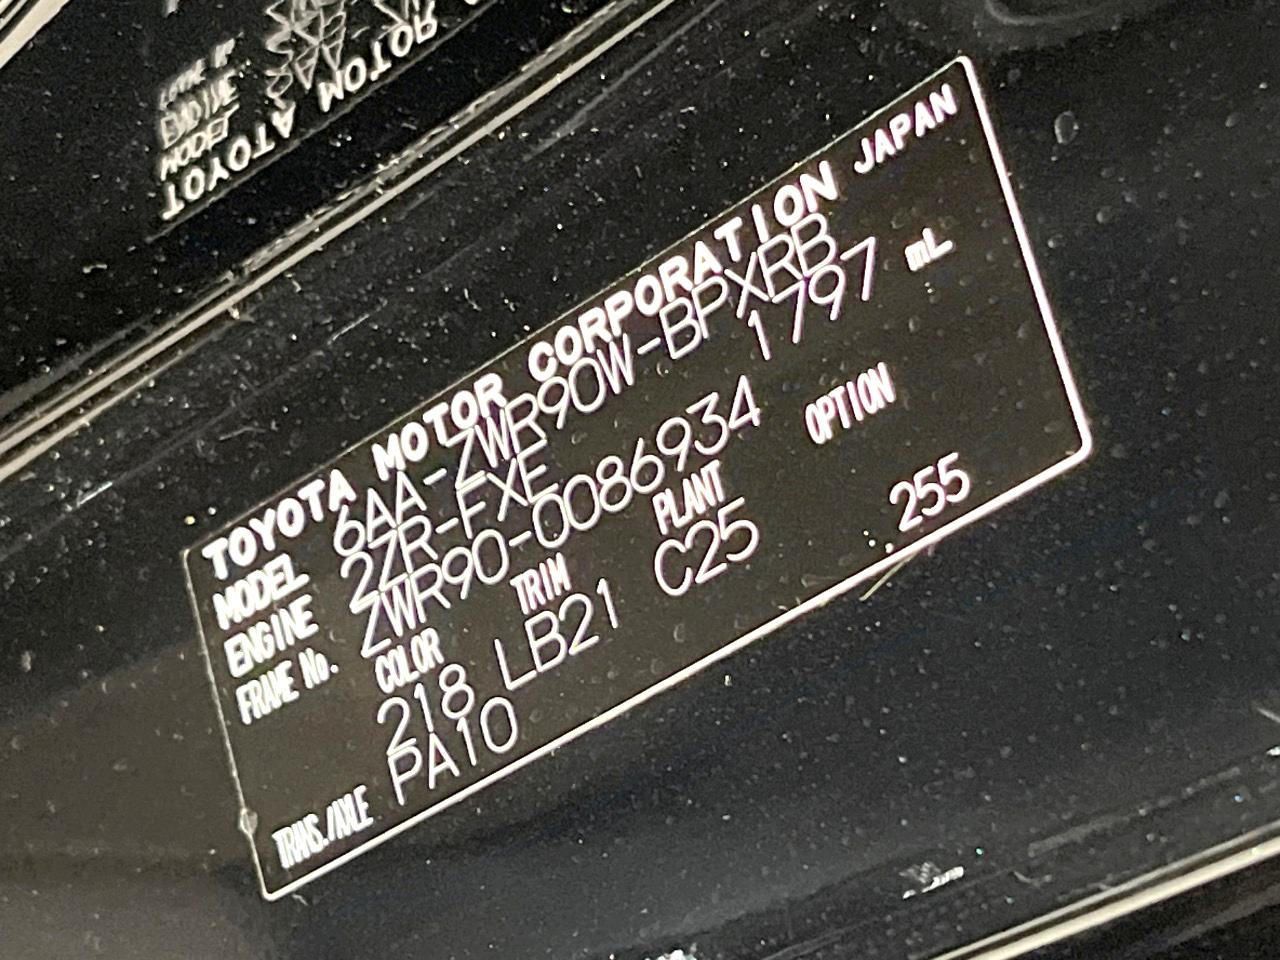 TOYOTA MOTOR CORPORATION JAPAN
MODEL 6AA-ZWR90W-BPXRB
ENGINE 2ZR-FXE 1797 mL
FRAME No. ZWR90-0086934
COLOR TRIM PLANT OPTION
218 LB21 C25 255
TRANS./AXLE PA10
TOYOTA MOTOR